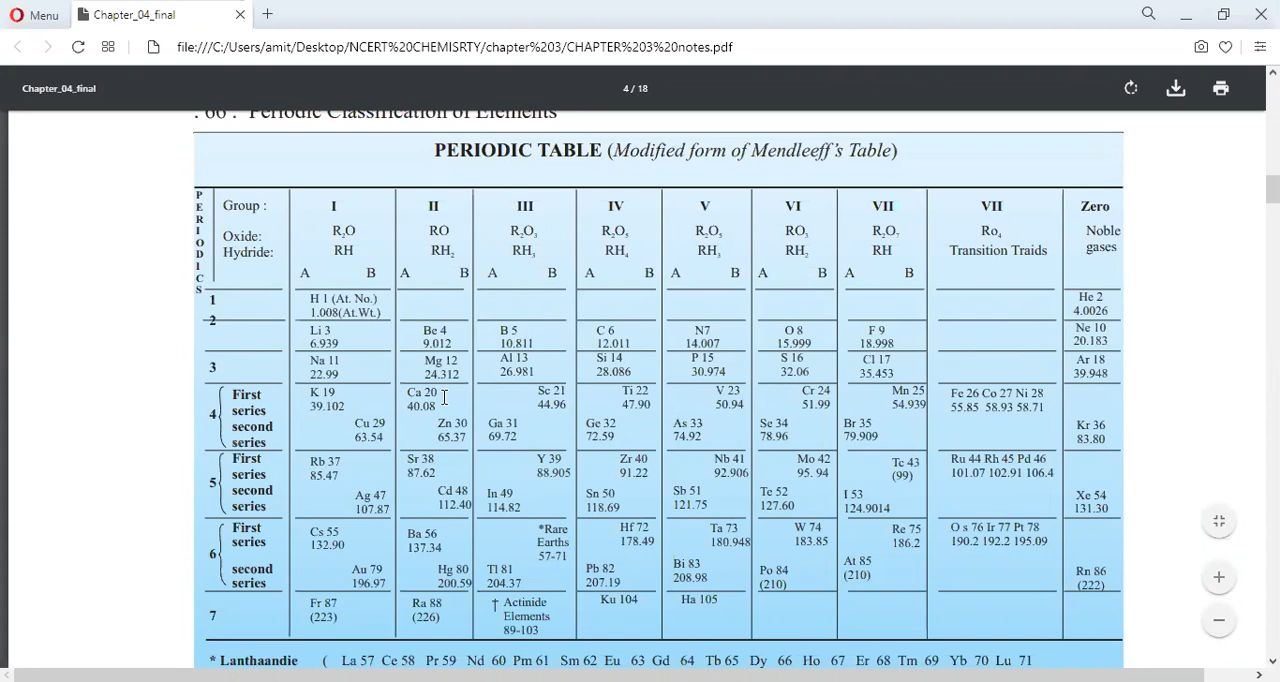 Menu
Chapter_04_final
file:///C:/Users/amit/Desktop/NCERT%20CHEMISRTY/chapter%203/CHAPTER%203%20notes.pdf
Chapter_04_final
4 / 18
: 66 : Periodic Classification of Elements
PERIODIC TABLE (Modified form of Mendleeff's Table)
PERIODICS
Group : I II III IV V VI VII VII Zero
Oxide: R₂O RO R₂O₃ R₂O₅ R₂O₅ RO₃ R₂O₇ Ro₄ Noble
Hydride: RH RH₂ RH₃ RH₄ RH₃ RH₂ RH Transition Traids gases
A B A B A B A B A B A B A B
1 H 1 (At. No.) He 2
1.008(At.Wt.) 4.0026
2 Li 3 Be 4 B 5 C 6 N7 O 8 F 9 Ne 10
6.939 9.012 10.811 12.011 14.007 15.999 18.998 20.183
3 Na 11 Mg 12 Al 13 Si 14 P 15 S 16 Cl 17 Ar 18
22.99 24.312 26.981 28.086 30.974 32.06 35.453 39.948
4 First K 19 Ca 20 Sc 21 Ti 22 V 23 Cr 24 Mn 25 Fe 26 Co 27 Ni 28
series 39.102 40.08 44.96 47.90 50.94 51.99 54.939 55.85 58.93 58.71
second Cu 29 Zn 30 Ga 31 Ge 32 As 33 Se 34 Br 35 Kr 36
series 63.54 65.37 69.72 72.59 74.92 78.96 79.909 83.80
5 First Rb 37 Sr 38 Y 39 Zr 40 Nb 41 Mo 42 Tc 43 Ru 44 Rh 45 Pd 46
series 85.47 87.62 88.905 91.22 92.906 95. 94 (99) 101.07 102.91 106.4
second Ag 47 Cd 48 In 49 Sn 50 Sb 51 Te 52 I 53 Xe 54
series 107.87 112.40 114.82 118.69 121.75 127.60 124.9014 131.30
6 First Cs 55 Ba 56 *Rare Earths 57-71 Hf 72 Ta 73 W 74 Re 75 O s 76 Ir 77 Pt 78
series 132.90 137.34 178.49 180.948 183.85 186.2 190.2 192.2 195.09
second Au 79 Hg 80 Tl 81 Pb 82 Bi 83 Po 84 At 85 Rn 86
series 196.97 200.59 204.37 207.19 208.98 (210) (210) (222)
7 Fr 87 Ra 88 † Actinide Elements 89-103 Ku 104 Ha 105
(223) (226)
* Lanthaandie ( La 57 Ce 58 Pr 59 Nd 60 Pm 61 Sm 62 Eu 63 Gd 64 Tb 65 Dy 66 Ho 67 Er 68 Tm 69 Yb 70 Lu 71